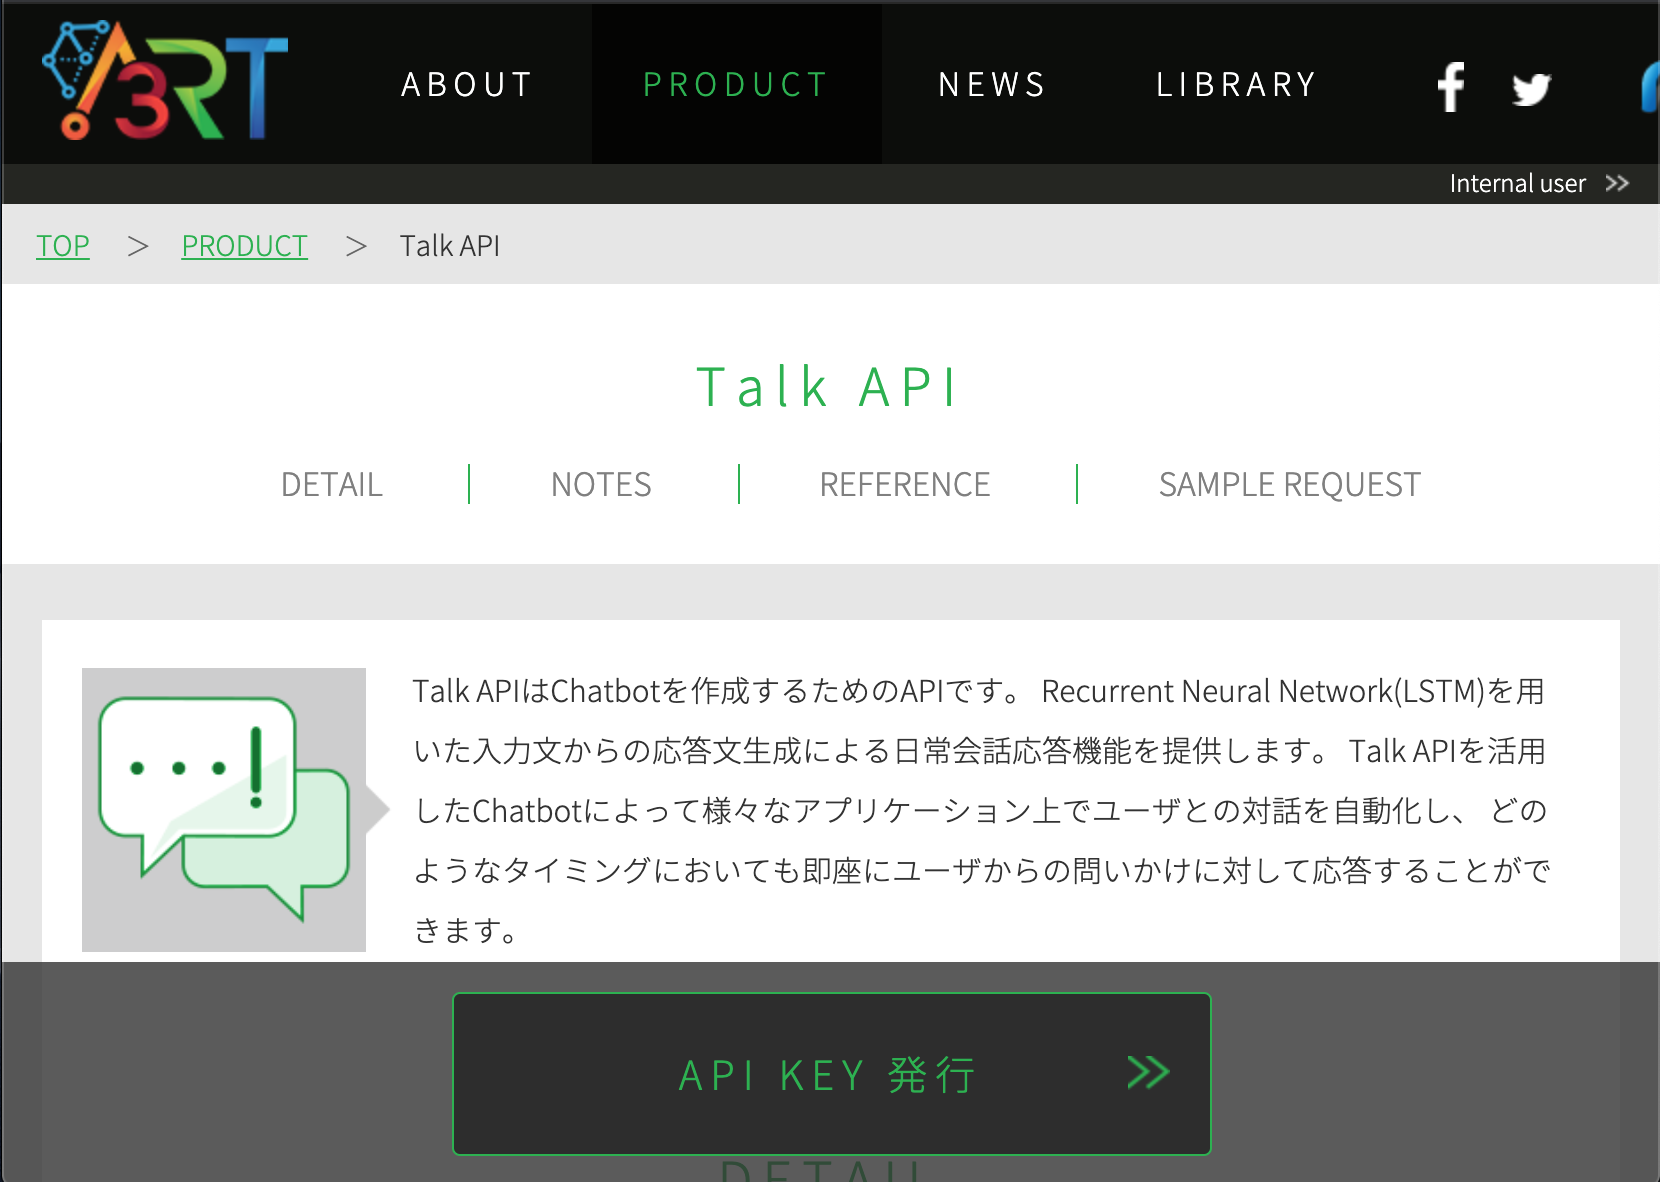 A3RT
ABOUT PRODUCT NEWS LIBRARY
Internal user
TOP > PRODUCT > Talk API
Talk API
DETAIL NOTES REFERENCE SAMPLE REQUEST
Talk APIはChatbotを作成するためのAPIです。 Recurrent Neural Network(LSTM)を用
いた入力文からの応答文生成による日常会話応答機能を提供します。 Talk APIを活用
したChatbotによって様々なアプリケーション上でユーザとの対話を自動化し、 どの
ようなタイミングにおいても即座にユーザからの問いかけに対して応答することがで
きます。
API KEY 発行
DETAIL